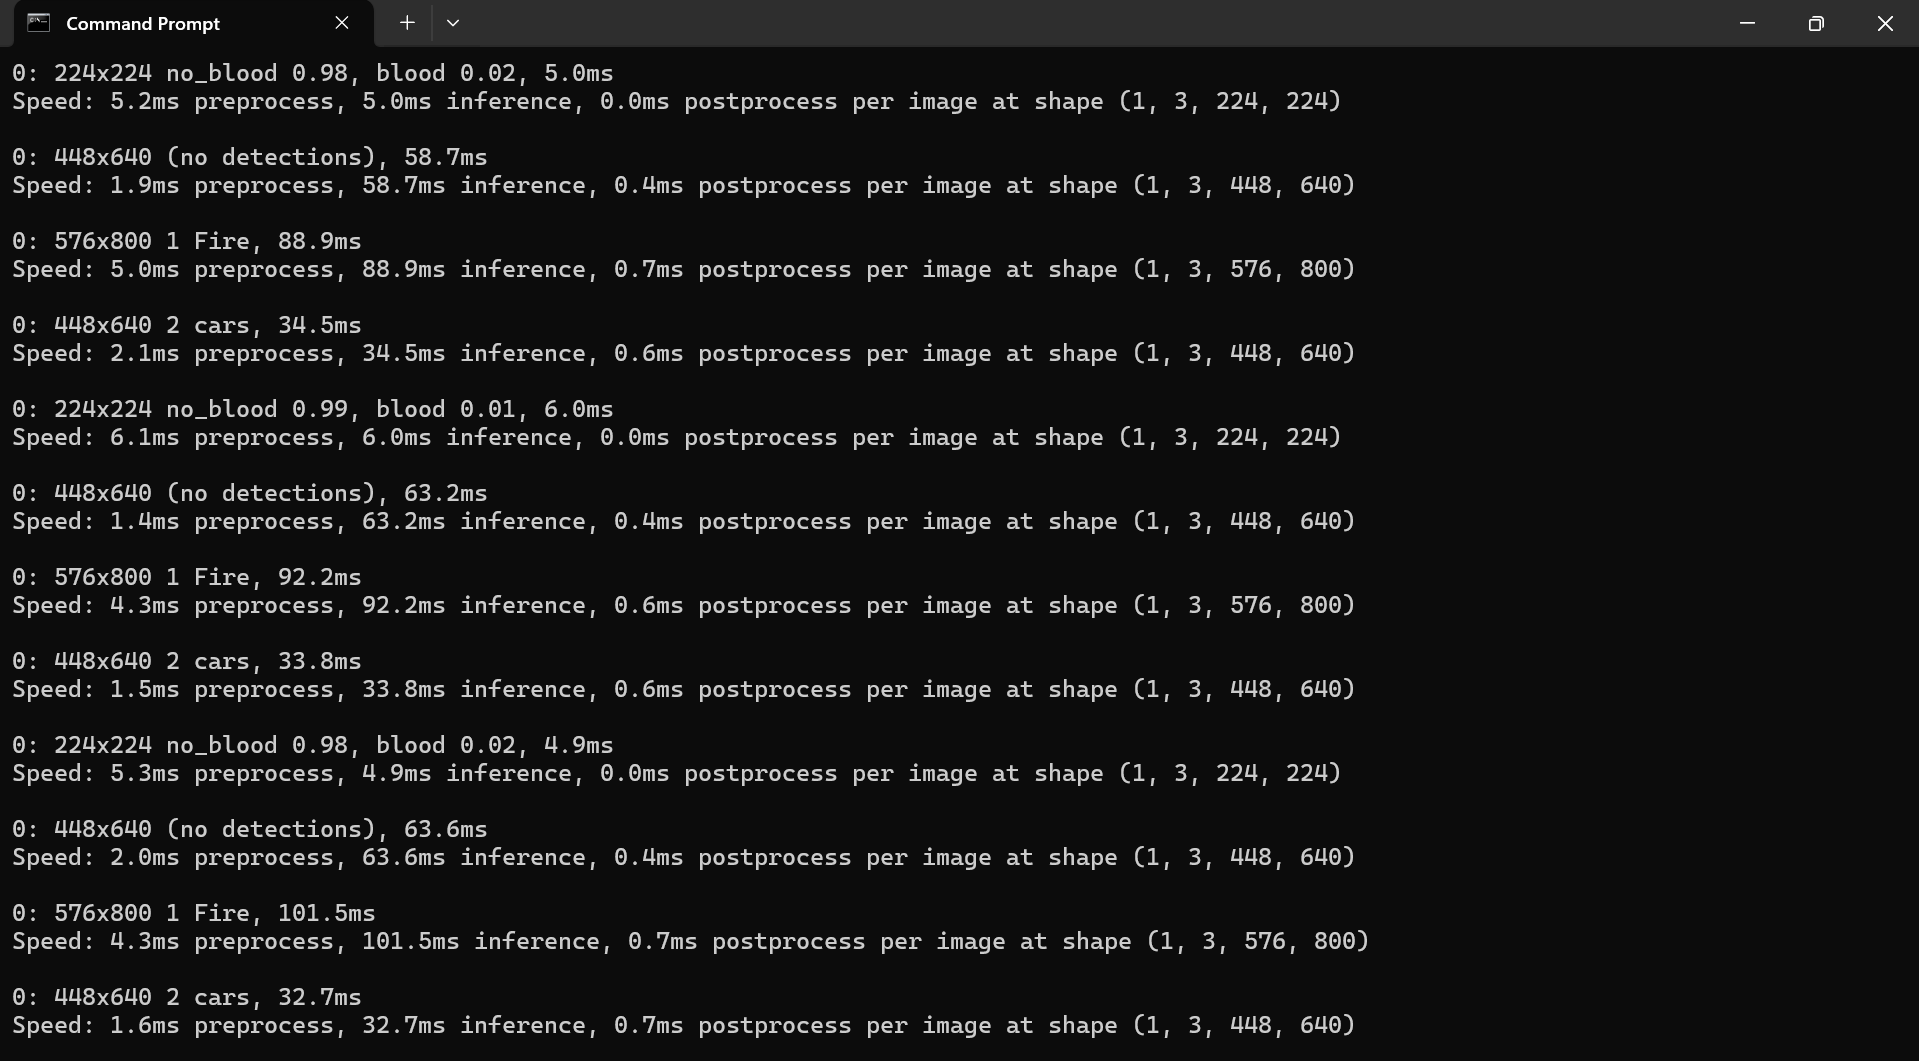 Command Prompt
0: 224x224 no_blood 0.98, blood 0.02, 5.0ms
Speed: 5.2ms preprocess, 5.0ms inference, 0.0ms postprocess per image at shape (1, 3, 224, 224)
0: 448x640 (no detections), 58.7ms
Speed: 1.9ms preprocess, 58.7ms inference, 0.4ms postprocess per image at shape (1, 3, 448, 640)
0: 576x800 1 Fire, 88.9ms
Speed: 5.0ms preprocess, 88.9ms inference, 0.7ms postprocess per image at shape (1, 3, 576, 800)
0: 448x640 2 cars, 34.5ms
Speed: 2.1ms preprocess, 34.5ms inference, 0.6ms postprocess per image at shape (1, 3, 448, 640)
0: 224x224 no_blood 0.99, blood 0.01, 6.0ms
Speed: 6.1ms preprocess, 6.0ms inference, 0.0ms postprocess per image at shape (1, 3, 224, 224)
0: 448x640 (no detections), 63.2ms
Speed: 1.4ms preprocess, 63.2ms inference, 0.4ms postprocess per image at shape (1, 3, 448, 640)
0: 576x800 1 Fire, 92.2ms
Speed: 4.3ms preprocess, 92.2ms inference, 0.6ms postprocess per image at shape (1, 3, 576, 800)
0: 448x640 2 cars, 33.8ms
Speed: 1.5ms preprocess, 33.8ms inference, 0.6ms postprocess per image at shape (1, 3, 448, 640)
0: 224x224 no_blood 0.98, blood 0.02, 4.9ms
Speed: 5.3ms preprocess, 4.9ms inference, 0.0ms postprocess per image at shape (1, 3, 224, 224)
0: 448x640 (no detections), 63.6ms
Speed: 2.0ms preprocess, 63.6ms inference, 0.4ms postprocess per image at shape (1, 3, 448, 640)
0: 576x800 1 Fire, 101.5ms
Speed: 4.3ms preprocess, 101.5ms inference, 0.7ms postprocess per image at shape (1, 3, 576, 800)
0: 448x640 2 cars, 32.7ms
Speed: 1.6ms preprocess, 32.7ms inference, 0.7ms postprocess per image at shape (1, 3, 448, 640)